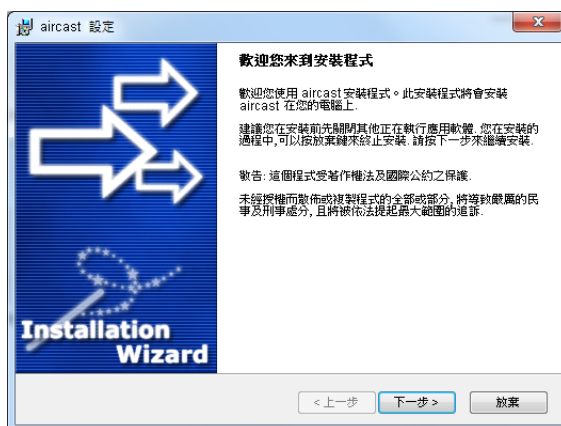 aircast 設定
歡迎您來到安裝程式
歡迎您使用 aircast 安裝程式。此安裝程式將會安裝
aircast 在您的電腦上.
建議您在安裝前先關閉其他正在執行應用軟體. 您在安裝的
過程中,可以按放棄鍵來終止安裝. 請按下一步來繼續安裝.
敬告: 這個程式受著作權法及國際公約之保護.
未經授權而散佈或複製程式的全部或部分, 將導致嚴厲的民
事及刑事處分, 且將被依法提起最大範圍的追訴.
Installation
Wizard
<上一步
下一步 >
放棄